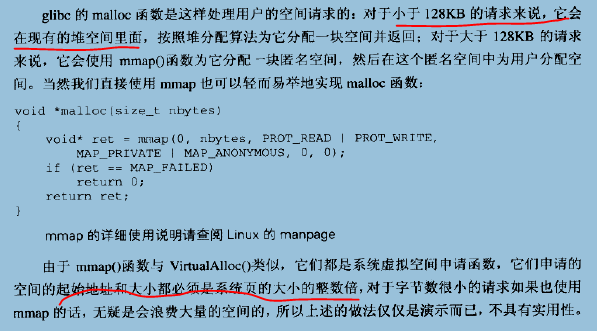 glibc 的 malloc 函数是这样处理用户的空间请求的：对于小于 128KB 的请求来说，它会
在现有的堆空间里面，按照堆分配算法为它分配一块空间并返回；对于大于 128KB 的请求
来说，它会使用 mmap()函数为它分配一块匿名空间，然后在这个匿名空间中为用户分配空
间。当然我们直接使用 mmap 也可以轻而易举地实现 malloc 函数：
void *malloc(size_t nbytes)
{
    void* ret = mmap(0, nbytes, PROT_READ | PROT_WRITE,
        MAP_PRIVATE | MAP_ANONYMOUS, 0, 0);
    if (ret == MAP_FAILED)
        return 0;
    return ret;
}
mmap 的详细使用说明请查阅 Linux 的 manpage
由于 mmap()函数与 VirtualAlloc()类似，它们都是系统虚拟空间申请函数，它们申请的
空间的起始地址和大小都必须是系统页的大小的整数倍，对于字节数很小的请求如果也使用
mmap 的话，无疑是会浪费大量的空间的，所以上述的做法仅仅是演示而已，不具有实用性。